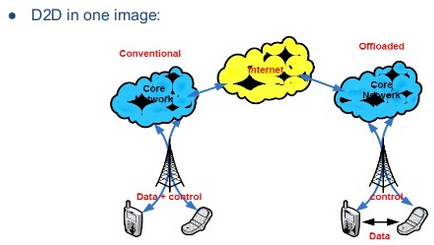 ● D2D in one image:
Conventional
Offloaded
Internet
Core
Network
Core
Network
Data + control
control
Data